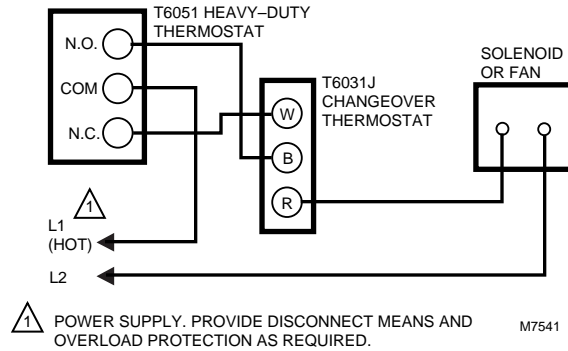 T6051 HEAVY–DUTY
THERMOSTAT
N.O.
COM
N.C.
T6031J
CHANGEOVER
THERMOSTAT
W
B
R
SOLENOID
OR FAN
1
L1
(HOT)
L2
1 POWER SUPPLY. PROVIDE DISCONNECT MEANS AND
OVERLOAD PROTECTION AS REQUIRED.
M7541